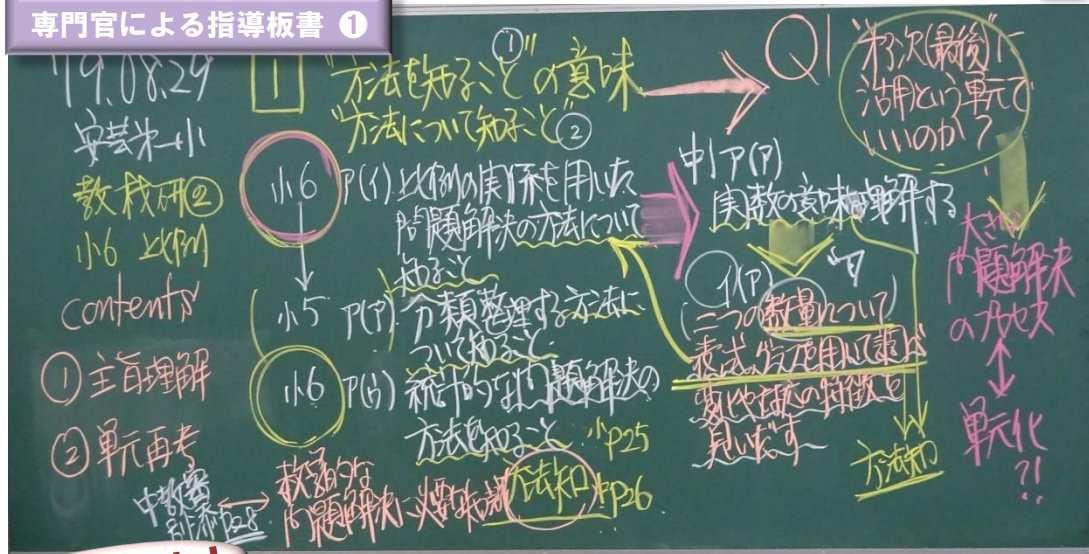 専門官による指導板書 ❶
'19.08.29
安芸第一小
教材研②
小6 比例
contents
① 主旨理解
② 単元再考
1 "方法を知ること"の意味 ①
"方法について知ること" ②
小6 ア(イ) 比例の関係を用いた
問題解決の方法について
知ること
小5 ア(ア) 分類整理する方法に
ついて知ること
小6 ア(ウ) 統計的な問題解決の
方法を知ること 小P25
中教審
別添 P28
数学的な
問題解決に必要な知識
方法知 P26
Q1 "第3次(最後)に
活用という単元で
いいのか?
中1 ア(ア)
関数の意味を理解する
イ(ア)
二つの数量について
表、式、グラフを用いて
変化や対応の特徴を
見いだす
方法知
大きな
問題解決
のプロセス
単元化
?!